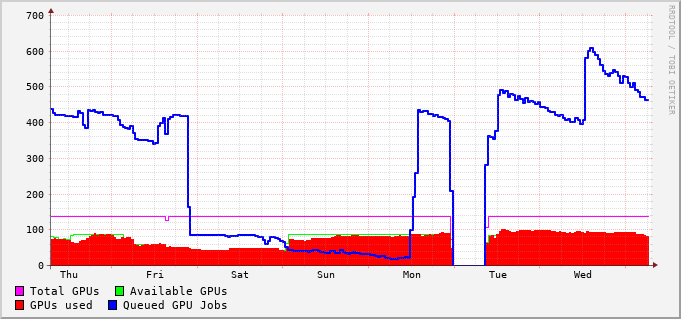 700
600
500
400
300
200
100
0
Thu Fri Sat Sun Mon Tue Wed
Total GPUs Available GPUs
GPUs used Queued GPU Jobs
RRDTOOL / TOBI OETIKER